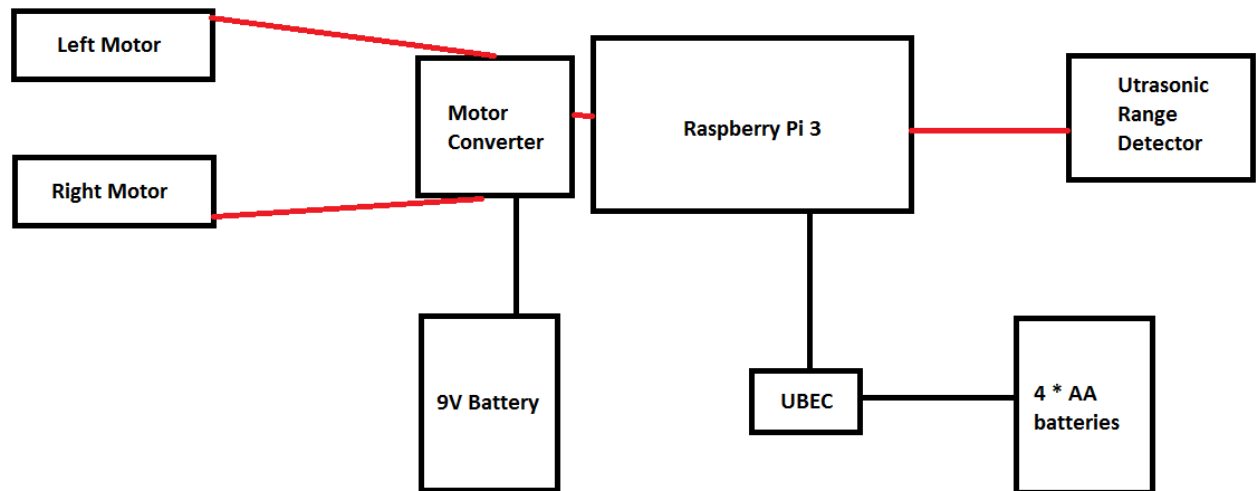 Left Motor
Right Motor
Motor
Converter
Raspberry Pi 3
Utrasonic
Range
Detector
9V Battery
UBEC
4 * AA
batteries